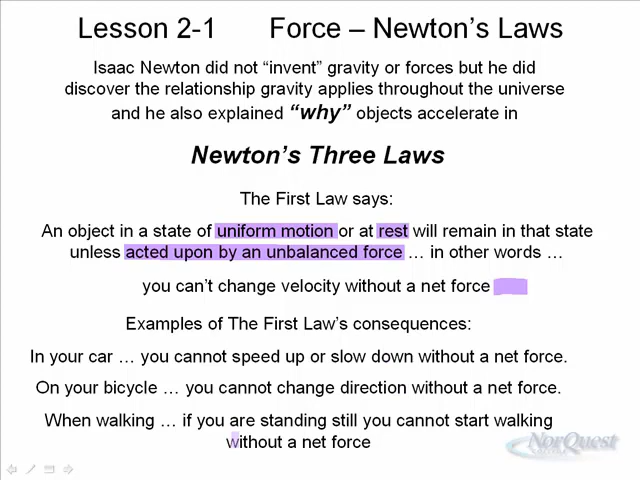 Lesson 2-1 Force – Newton's Laws
Isaac Newton did not “invent” gravity or forces but he did
discover the relationship gravity applies throughout the universe
and he also explained “why” objects accelerate in
Newton's Three Laws
The First Law says:
An object in a state of uniform motion or at rest will remain in that state
unless acted upon by an unbalanced force … in other words …
you can't change velocity without a net force
Examples of The First Law's consequences:
In your car … you cannot speed up or slow down without a net force.
On your bicycle … you cannot change direction without a net force.
When walking … if you are standing still you cannot start walking
without a net force
NorQuest